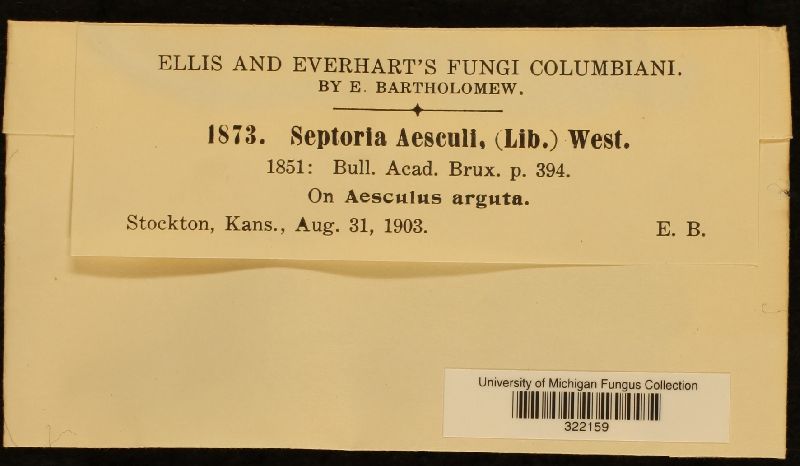 ELLIS AND EVERHART'S FUNGI COLUMBIANI.
BY E. BARTHOLOMEW.
1873. Septoria Aesculi, (Lib.) West.
1851: Bull. Acad. Brux. p. 394.
On Aesculus arguta.
Stockton, Kans., Aug. 31, 1903. E. B.
University of Michigan Fungus Collection
322159